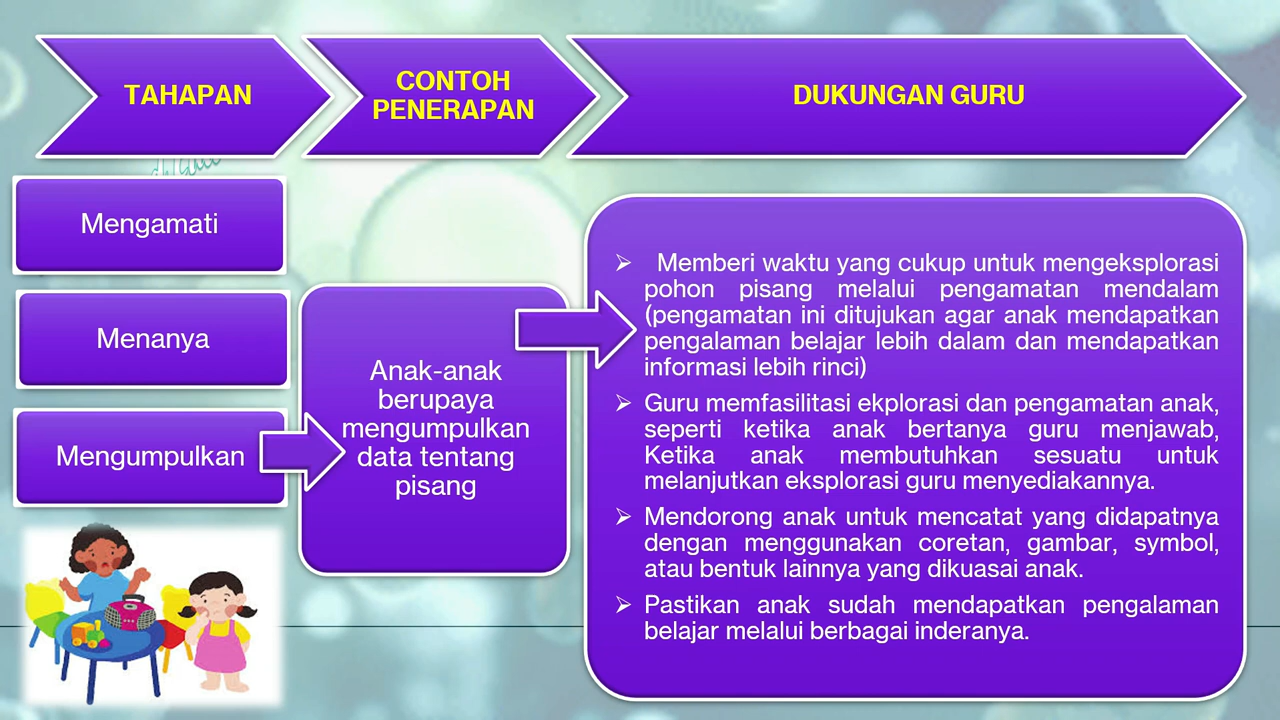 TAHAPAN
CONTOH
PENERAPAN
DUKUNGAN GURU
Mengamati
Menanya
Mengumpulkan
Anak-anak
berupaya
mengumpulkan
data tentang
pisang
➢ Memberi waktu yang cukup untuk mengeksplorasi
pohon pisang melalui pengamatan mendalam
(pengamatan ini ditujukan agar anak mendapatkan
pengalaman belajar lebih dalam dan mendapatkan
informasi lebih rinci)
➢ Guru memfasilitasi ekplorasi dan pengamatan anak,
seperti ketika anak bertanya guru menjawab,
Ketika anak membutuhkan sesuatu untuk
melanjutkan eksplorasi guru menyediakannya.
➢ Mendorong anak untuk mencatat yang didapatnya
dengan menggunakan coretan, gambar, symbol,
atau bentuk lainnya yang dikuasai anak.
➢ Pastikan anak sudah mendapatkan pengalaman
belajar melalui berbagai inderanya.